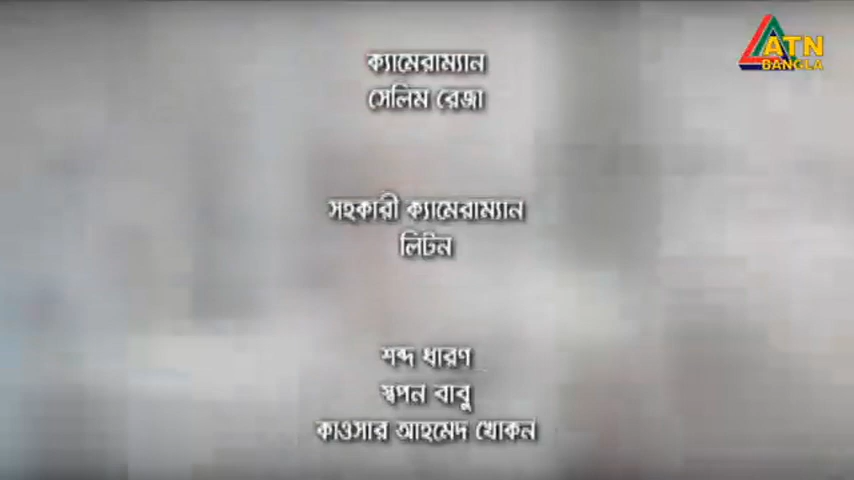 ATN
BANGLA
ক্যামেরাম্যান
সেলিম রেজা
সহকারী ক্যামেরাম্যান
লিটন
শব্দ ধারণ
স্বপন বাবু
কাওসার আহমেদ খোকন